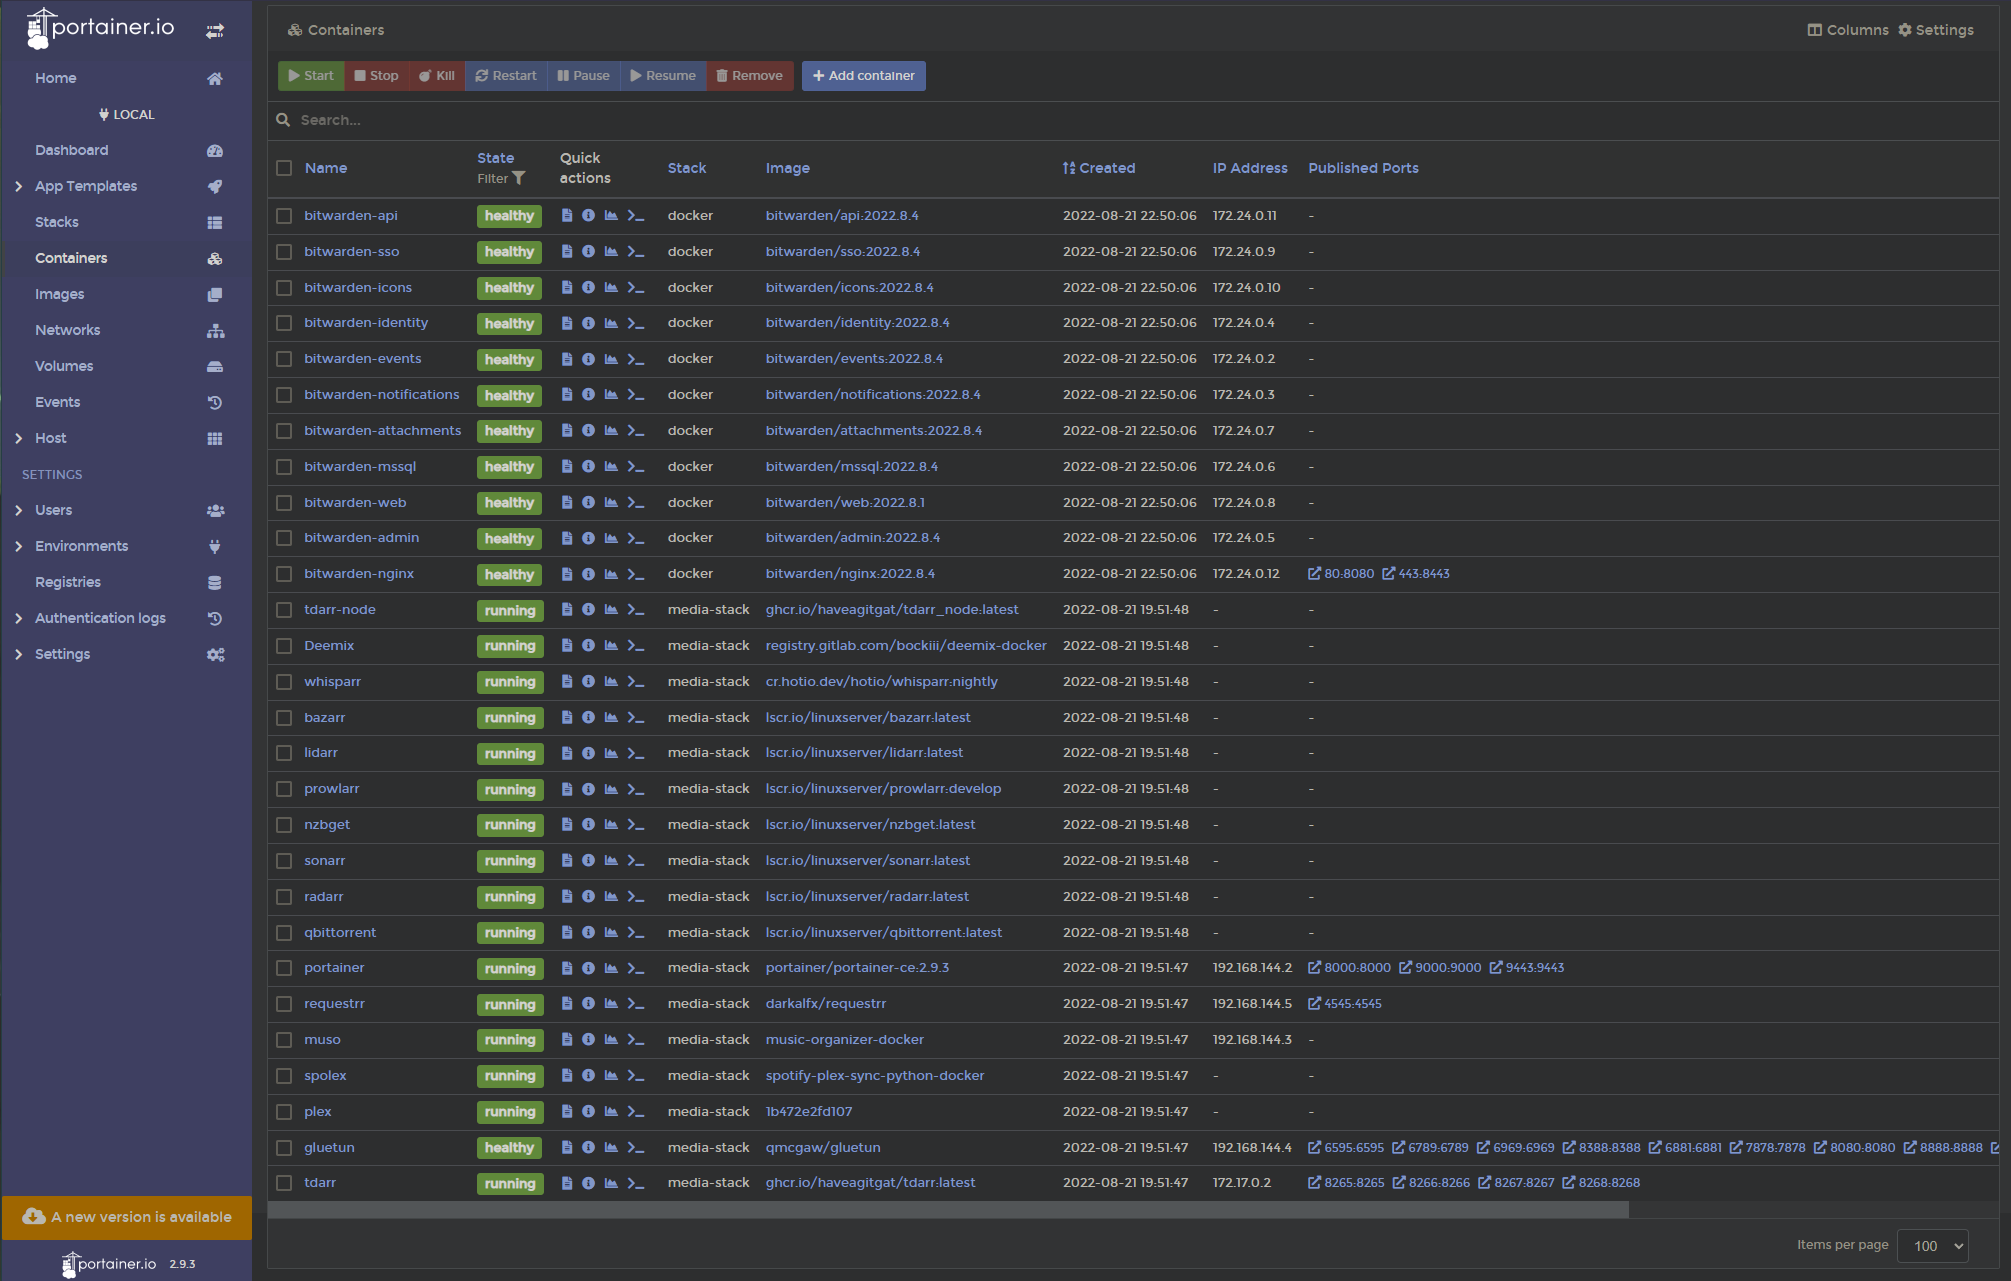 portainer.io
Home
LOCAL
Dashboard
App Templates
Stacks
Containers
Images
Networks
Volumes
Events
Host
SETTINGS
Users
Environments
Registries
Authentication logs
Settings
A new version is available
portainer.io 2.9.3
Containers
Columns Settings
Start Stop Kill Restart Pause Resume Remove Add container
Search...
Name State Filter Quick actions Stack Image Created IP Address Published Ports
bitwarden-api healthy docker bitwarden/api:2022.8.4 2022-08-21 22:50:06 172.24.0.11 -
bitwarden-sso healthy docker bitwarden/sso:2022.8.4 2022-08-21 22:50:06 172.24.0.9 -
bitwarden-icons healthy docker bitwarden/icons:2022.8.4 2022-08-21 22:50:06 172.24.0.10 -
bitwarden-identity healthy docker bitwarden/identity:2022.8.4 2022-08-21 22:50:06 172.24.0.4 -
bitwarden-events healthy docker bitwarden/events:2022.8.4 2022-08-21 22:50:06 172.24.0.2 -
bitwarden-notifications healthy docker bitwarden/notifications:2022.8.4 2022-08-21 22:50:06 172.24.0.3 -
bitwarden-attachments healthy docker bitwarden/attachments:2022.8.4 2022-08-21 22:50:06 172.24.0.7 -
bitwarden-mssql healthy docker bitwarden/mssql:2022.8.4 2022-08-21 22:50:06 172.24.0.6 -
bitwarden-web healthy docker bitwarden/web:2022.8.1 2022-08-21 22:50:06 172.24.0.8 -
bitwarden-admin healthy docker bitwarden/admin:2022.8.4 2022-08-21 22:50:06 172.24.0.5 -
bitwarden-nginx healthy docker bitwarden/nginx:2022.8.4 2022-08-21 22:50:06 172.24.0.12 80:8080 443:8443
tdarr-node running media-stack ghcr.io/haveagitgat/tdarr_node:latest 2022-08-21 19:51:48 - -
Deemix running media-stack registry.gitlab.com/bockiii/deemix-docker 2022-08-21 19:51:48 - -
whisparr running media-stack cr.hotio.dev/hotio/whisparr:nightly 2022-08-21 19:51:48 - -
bazarr running media-stack lscr.io/linuxserver/bazarr:latest 2022-08-21 19:51:48 - -
lidarr running media-stack lscr.io/linuxserver/lidarr:latest 2022-08-21 19:51:48 - -
prowlarr running media-stack lscr.io/linuxserver/prowlarr:develop 2022-08-21 19:51:48 - -
nzbget running media-stack lscr.io/linuxserver/nzbget:latest 2022-08-21 19:51:48 - -
sonarr running media-stack lscr.io/linuxserver/sonarr:latest 2022-08-21 19:51:48 - -
radarr running media-stack lscr.io/linuxserver/radarr:latest 2022-08-21 19:51:48 - -
qbittorrent running media-stack lscr.io/linuxserver/qbittorrent:latest 2022-08-21 19:51:48 - -
portainer running media-stack portainer/portainer-ce:2.9.3 2022-08-21 19:51:47 192.168.144.2 8000:8000 9000:9000 9443:9443
requestrr running media-stack darkalfx/requestrr 2022-08-21 19:51:47 192.168.144.5 4545:4545
muso running media-stack music-organizer-docker 2022-08-21 19:51:47 192.168.144.3 -
spolex running media-stack spotify-plex-sync-python-docker 2022-08-21 19:51:47 - -
plex running media-stack 1b472e2fd107 2022-08-21 19:51:47 - -
gluetun healthy media-stack qmcgaw/gluetun 2022-08-21 19:51:47 192.168.144.4 6595:6595 6789:6789 6969:6969 8388:8388 6881:6881 7878:7878 8080:8080 8888:8888
tdarr running media-stack ghcr.io/haveagitgat/tdarr:latest 2022-08-21 19:51:47 172.17.0.2 8265:8265 8266:8266 8267:8267 8268:8268
Items per page 100